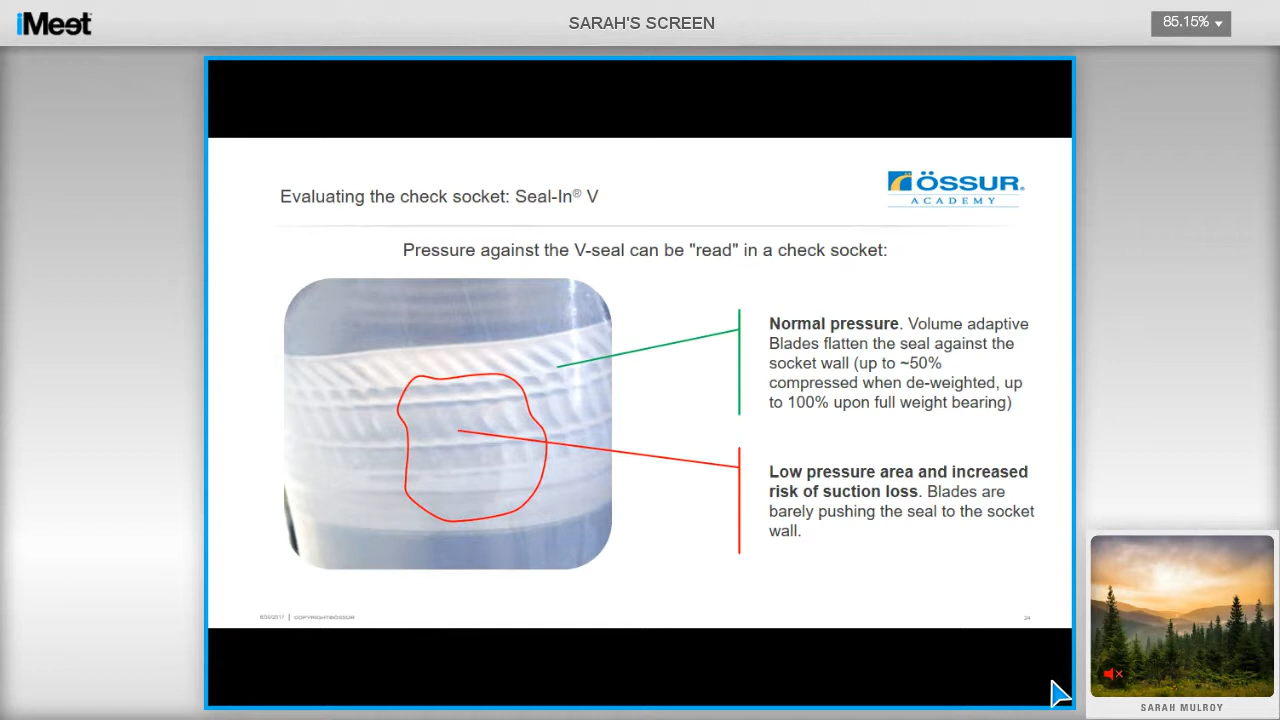 iMeet
SARAH'S SCREEN
85.15%
Evaluating the check socket: Seal-In® V
ÖSSUR®
ACADEMY
Pressure against the V-seal can be "read" in a check socket:
Normal pressure. Volume adaptive
Blades flatten the seal against the
socket wall (up to ~50%
compressed when de-weighted, up
to 100% upon full weight bearing)
Low pressure area and increased
risk of suction loss. Blades are
barely pushing the seal to the socket
wall.
COPYRIGHT©ÖSSUR
24
SARAH MULROY